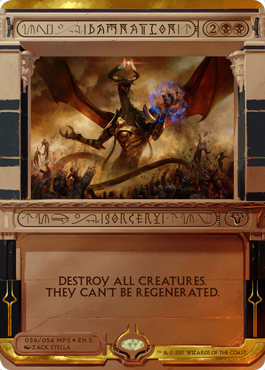 DAMNATION 2
SORCERY
DESTROY ALL CREATURES.
THEY CAN'T BE REGENERATED.
039/054 MPS • EN S
ZACK STELLA
™ & © 2017 WIZARDS OF THE COAST